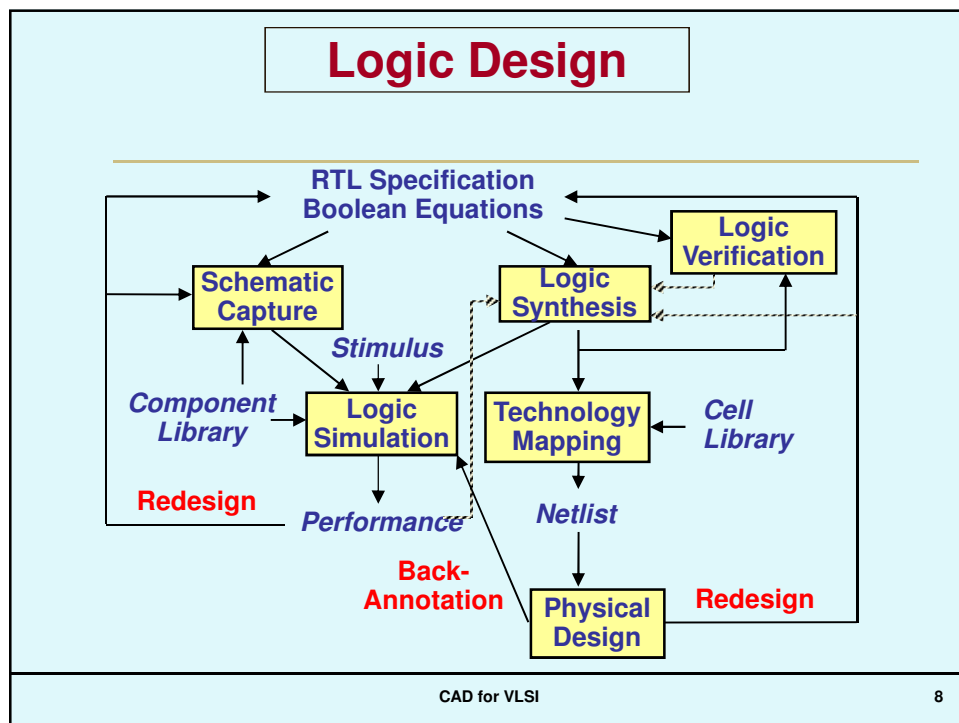 Logic Design
RTL Specification
Boolean Equations
Logic
Verification
Schematic
Capture
Logic
Synthesis
Stimulus
Component
Library
Logic
Simulation
Technology
Mapping
Cell
Library
Redesign
Performance
Netlist
Back-
Annotation
Physical
Design
Redesign
CAD for VLSI
8